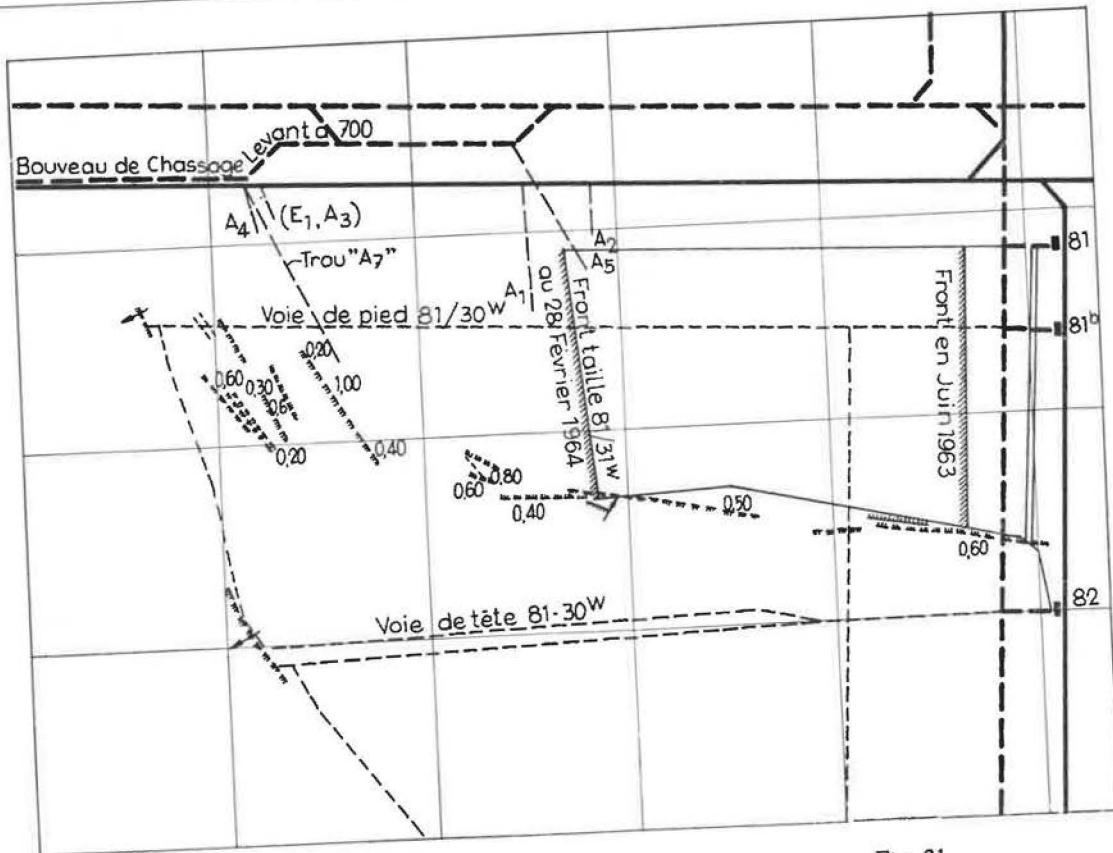 Levant à 700
Bouveau de Chassage
A4
(E1, A3)
Trou "A7"
A1
A2
A5
81
Voie de pied 81/30W
81b
Front taille 81/31W
au 28 Février 1964
Front en Juin 1963
0,20
1,00
0,40
0,60
0,30
0,6
0,20
0,80
0,60
0,40
0,50
0,60
82
Voie de tête 81-30W